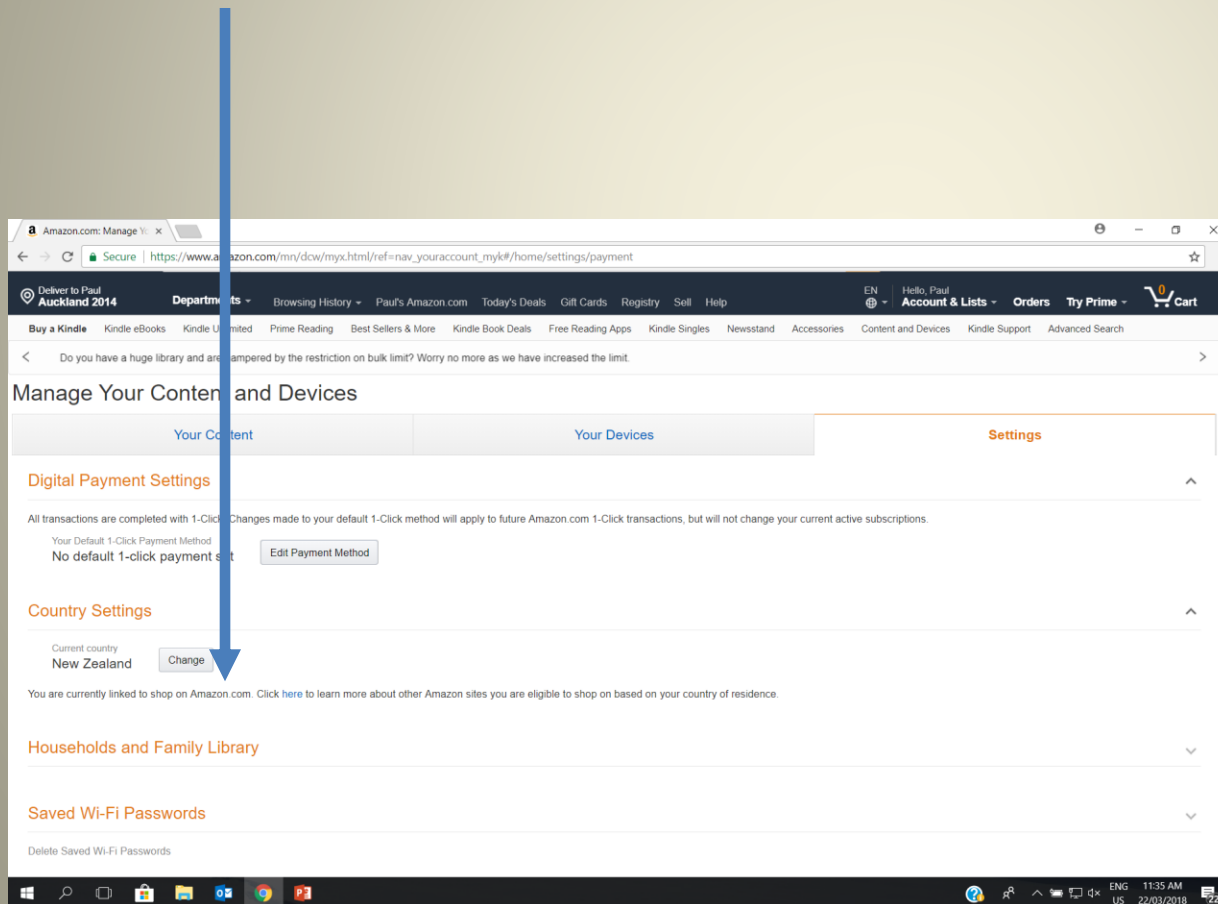 Amazon.com: Manage Yo
Secure | https://www.amazon.com/mn/dcw/myx.html/ref=nav_youraccount_myk#/home/settings/payment
Deliver to Paul
Auckland 2014
Departments
Browsing History
Paul's Amazon.com
Today's Deals
Gift Cards
Registry
Sell
Help
EN
Hello, Paul
Account & Lists
Orders
Try Prime
0
Cart
Buy a Kindle
Kindle eBooks
Kindle Unlimited
Prime Reading
Best Sellers & More
Kindle Book Deals
Free Reading Apps
Kindle Singles
Newsstand
Accessories
Content and Devices
Kindle Support
Advanced Search
Do you have a huge library and are hampered by the restriction on bulk limit? Worry no more as we have increased the limit.
Manage Your Content and Devices
Your Content
Your Devices
Settings
Digital Payment Settings
All transactions are completed with 1-Click. Changes made to your default 1-Click method will apply to future Amazon.com 1-Click transactions, but will not change your current active subscriptions.
Your Default 1-Click Payment Method
No default 1-click payment set
Edit Payment Method
Country Settings
Current country
New Zealand
Change
You are currently linked to shop on Amazon.com. Click here to learn more about other Amazon sites you are eligible to shop on based on your country of residence.
Households and Family Library
Saved Wi-Fi Passwords
Delete Saved Wi-Fi Passwords
ENG
US
11:35 AM
22/03/2018
22